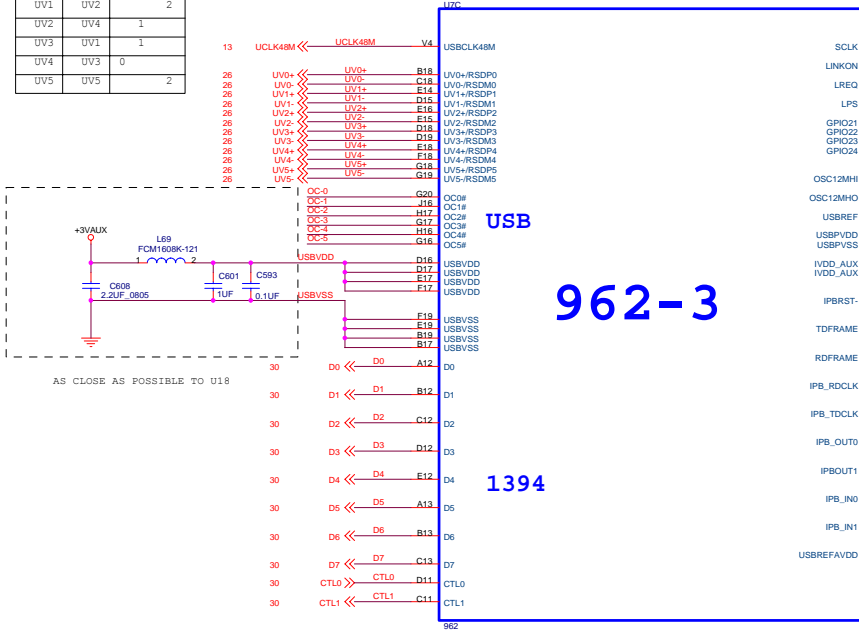 U7C
UV1 UV2 2
UV2 UV4 1
UV3 UV1 1
UV4 UV3 0
UV5 UV5 2
13 UCLK48M UCLK48M V4 USBCLK48M
26 UV0+ UV0+ B18 UV0+/RSDP0
26 UV0- UV0- C18 UV0-/RSDM0
26 UV1+ UV1+ E14 UV1+/RSDP1
26 UV1- UV1- D15 UV1-/RSDM1
26 UV2+ UV2+ E16 UV2+/RSDP2
26 UV2- UV2- E15 UV2-/RSDM2
26 UV3+ UV3+ D18 UV3+/RSDP3
26 UV3- UV3- D19 UV3-/RSDM3
26 UV4+ UV4+ E18 UV4+/RSDP4
26 UV4- UV4- F18 UV4-/RSDM4
26 UV5+ UV5+ G18 UV5+/RSDP5
26 UV5- UV5- G19 UV5-/RSDM5
OC-0 G20 OC0#
OC-1 J16 OC1#
OC-2 H17 OC2#
OC-3 G17 OC3#
OC-4 H16 OC4#
OC-5 G16 OC5#
USB
+3VAUX
L69
FCM1608K-121
1 2
USBVDD D16 USBVDD
D17 USBVDD
E17 USBVDD
F17 USBVDD
C608
2.2UF_0805
C601
1UF
C593
0.1UF
USBVSS
F19 USBVSS
E19 USBVSS
B19 USBVSS
B17 USBVSS
AS CLOSE AS POSSIBLE TO U18
962-3
30 D0 D0 A12 D0
30 D1 D1 B12 D1
30 D2 D2 C12 D2
30 D3 D3 D12 D3
30 D4 D4 E12 D4
1394
30 D5 D5 A13 D5
30 D6 D6 B13 D6
30 D7 D7 C13 D7
30 CTL0 CTL0 D11 CTL0
30 CTL1 CTL1 C11 CTL1
962
SCLK
LINKON
LREQ
LPS
GPIO21
GPIO22
GPIO23
GPIO24
OSC12MHI
OSC12MHO
USBREF
USBPVDD
USBPVSS
IVDD_AUX
IVDD_AUX
IPBRST-
TDFRAME
RDFRAME
IPB_RDCLK
IPB_TDCLK
IPB_OUT0
IPBOUT1
IPB_IN0
IPB_IN1
USBREFAVDD